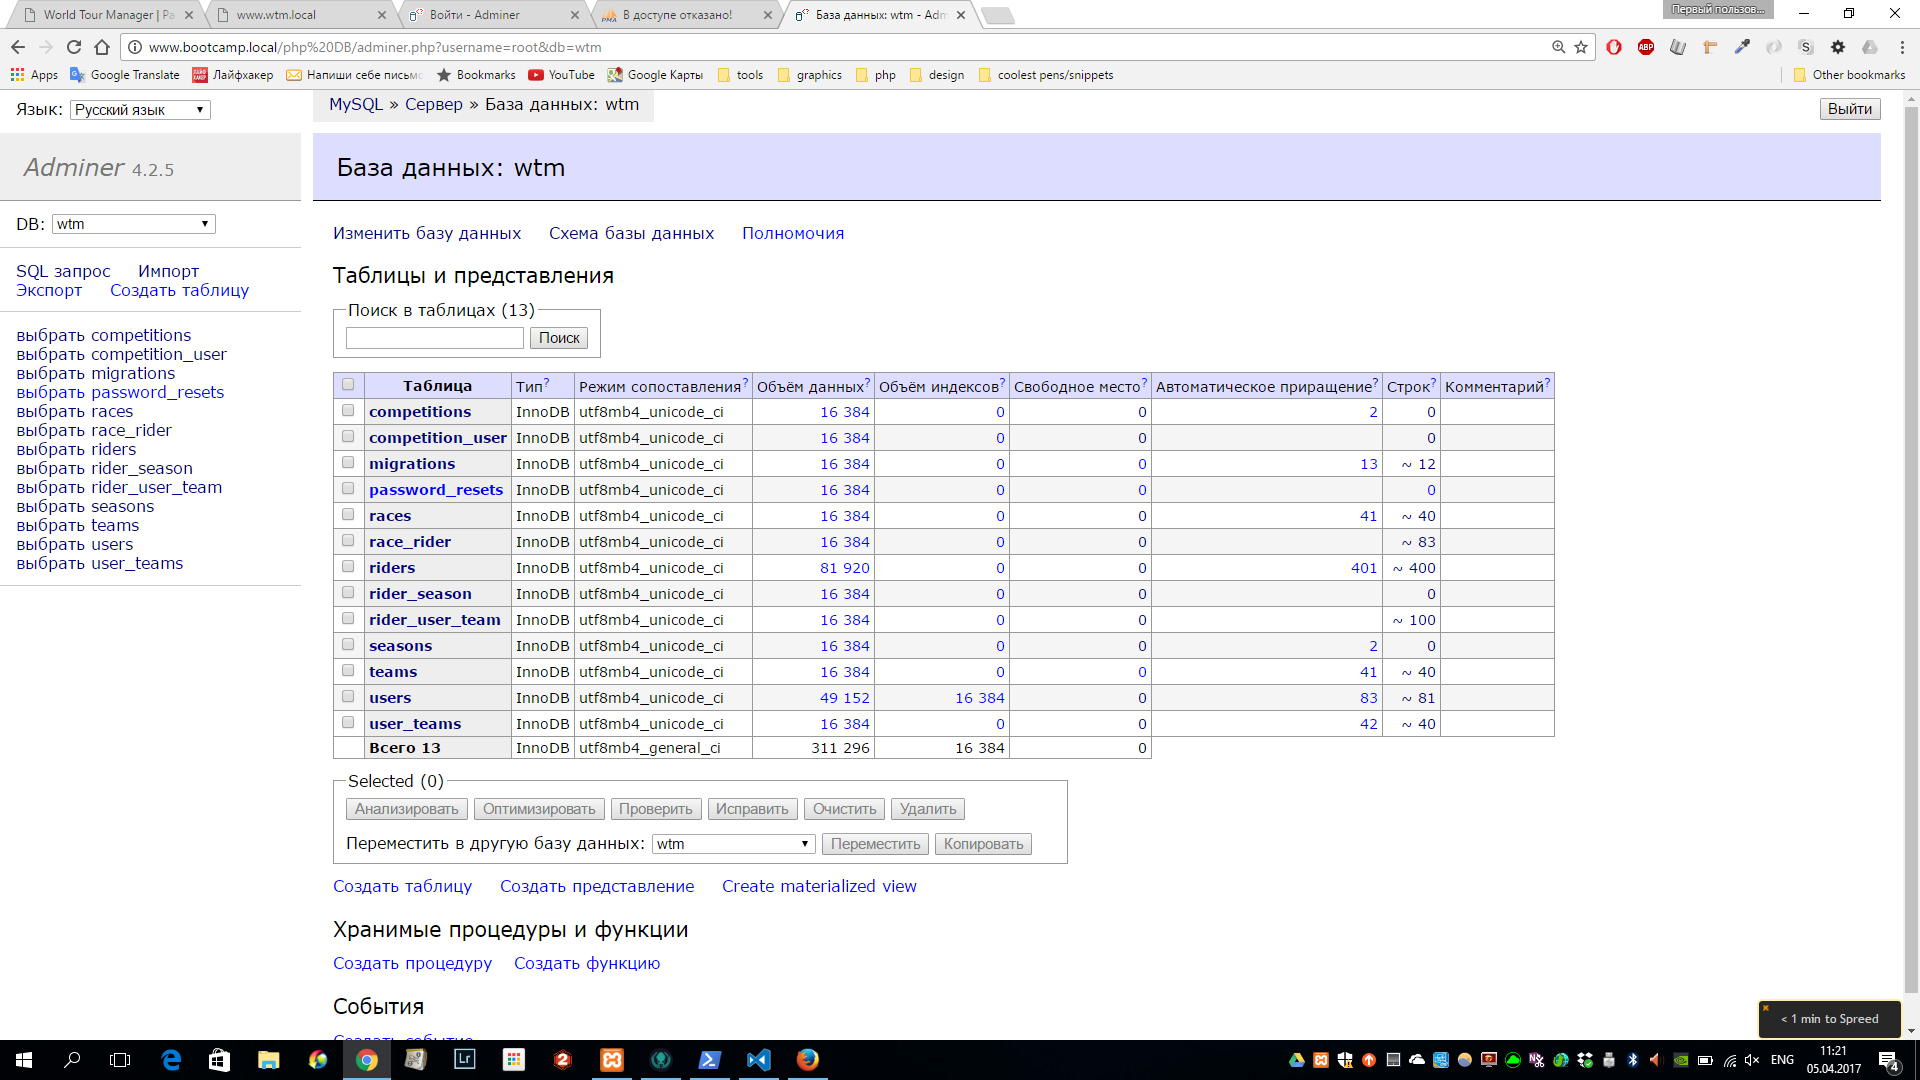 World Tour Manager | Pa
www.wtm.local
Войти - Adminer
В доступе отказано!
База данных: wtm - Adm
Первый пользов...
www.bootcamp.local/php%20DB/adminer.php?username=root&db=wtm
Apps
Google Translate
Лайфхакер
Напиши себе письмо
Bookmarks
YouTube
Google Карты
tools
graphics
php
design
coolest pens/snippets
Other bookmarks
Язык: Русский язык
MySQL » Сервер » База данных: wtm
Выйти
Adminer 4.2.5
База данных: wtm
DB: wtm
SQL запрос Импорт
Экспорт Создать таблицу
выбрать competitions
выбрать competition_user
выбрать migrations
выбрать password_resets
выбрать races
выбрать race_rider
выбрать riders
выбрать rider_season
выбрать rider_user_team
выбрать seasons
выбрать teams
выбрать users
выбрать user_teams
Изменить базу данных Схема базы данных Полномочия
Таблицы и представления
Поиск в таблицах (13)
Поиск
Таблица Тип? Режим сопоставления? Объём данных? Объём индексов? Свободное место? Автоматическое приращение? Строк? Комментарий?
competitions InnoDB utf8mb4_unicode_ci 16 384 0 0 2 0
competition_user InnoDB utf8mb4_unicode_ci 16 384 0 0 0
migrations InnoDB utf8mb4_unicode_ci 16 384 0 0 13 ~ 12
password_resets InnoDB utf8mb4_unicode_ci 16 384 0 0 0
races InnoDB utf8mb4_unicode_ci 16 384 0 0 41 ~ 40
race_rider InnoDB utf8mb4_unicode_ci 16 384 0 0 ~ 83
riders InnoDB utf8mb4_unicode_ci 81 920 0 0 401 ~ 400
rider_season InnoDB utf8mb4_unicode_ci 16 384 0 0 0
rider_user_team InnoDB utf8mb4_unicode_ci 16 384 0 0 ~ 100
seasons InnoDB utf8mb4_unicode_ci 16 384 0 0 2 0
teams InnoDB utf8mb4_unicode_ci 16 384 0 0 41 ~ 40
users InnoDB utf8mb4_unicode_ci 49 152 16 384 0 83 ~ 81
user_teams InnoDB utf8mb4_unicode_ci 16 384 0 0 42 ~ 40
Всего 13 InnoDB utf8mb4_general_ci 311 296 16 384 0
Selected (0)
Анализировать Оптимизировать Проверить Исправить Очистить Удалить
Переместить в другую базу данных: wtm Переместить Копировать
Создать таблицу Создать представление Create materialized view
Хранимые процедуры и функции
Создать процедуру Создать функцию
События
Создать событие
< 1 min to Spreed
ENG
11:21
05.04.2017
4